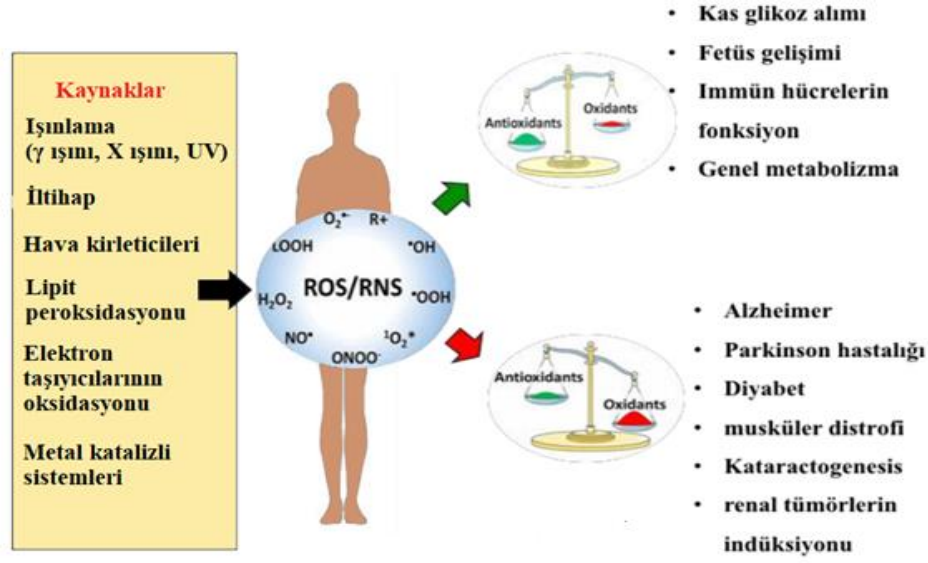 Kaynaklar
Işınlama
(γ ışını, X ışını, UV)
İltihap
Hava kirleticileri
Lipit
peroksidasyonu
Elektron
taşıyıcılarının
oksidasyonu
Metal katalizli
sistemleri
O₂•- R+
LOOH •OH
H₂O₂ ROS/RNS •OOH
NO• ¹O₂*
ONOO-
Antioxidants Oxidants
• Kas glikoz alımı
• Fetüs gelişimi
• Immün hücrelerin
fonksiyon
• Genel metabolizma
Antioxidants
Oxidants
• Alzheimer
• Parkinson hastalığı
• Diyabet
• musküler distrofi
• Kataractogenesis
• renal tümörlerin
indüksiyonu